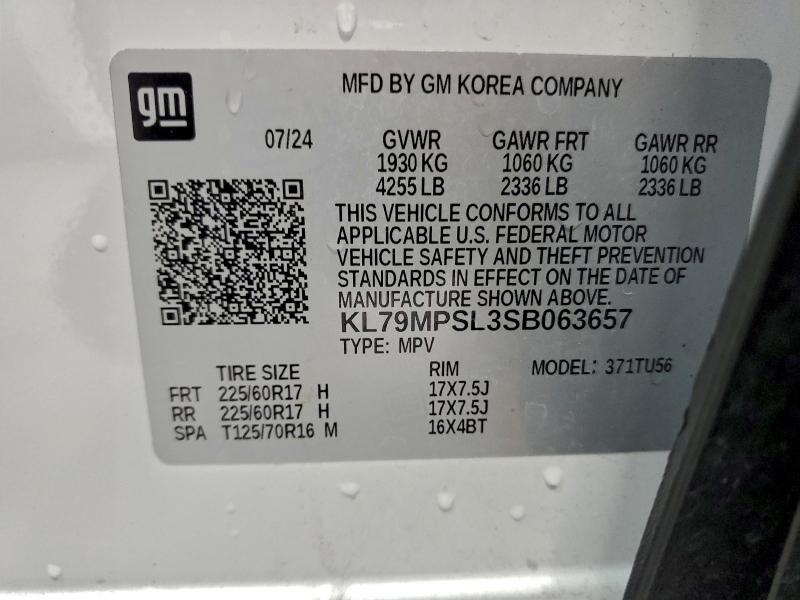 gm
MFD BY GM KOREA COMPANY
07/24 GVWR GAWR FRT GAWR RR
1930 KG 1060 KG 1060 KG
4255 LB 2336 LB 2336 LB
THIS VEHICLE CONFORMS TO ALL
APPLICABLE U.S. FEDERAL MOTOR
VEHICLE SAFETY AND THEFT PREVENTION
STANDARDS IN EFFECT ON THE DATE OF
MANUFACTURE SHOWN ABOVE.
KL79MPSL3SB063657
TYPE: MPV
TIRE SIZE RIM MODEL: 371TU56
FRT 225/60R17 H 17X7.5J
RR 225/60R17 H 17X7.5J
SPA T125/70R16 M 16X4BT